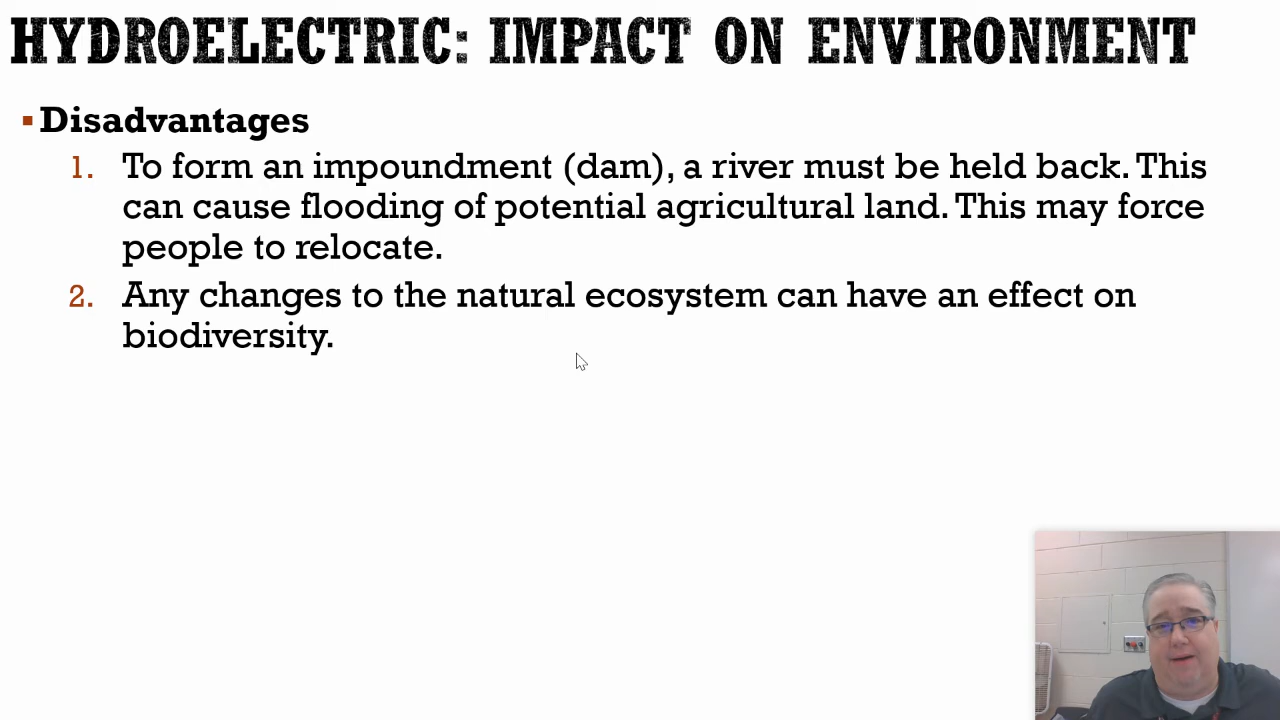 HYDROELECTRIC: IMPACT ON ENVIRONMENT
▪ Disadvantages
1. To form an impoundment (dam), a river must be held back. This
can cause flooding of potential agricultural land. This may force
people to relocate.
2. Any changes to the natural ecosystem can have an effect on
biodiversity.